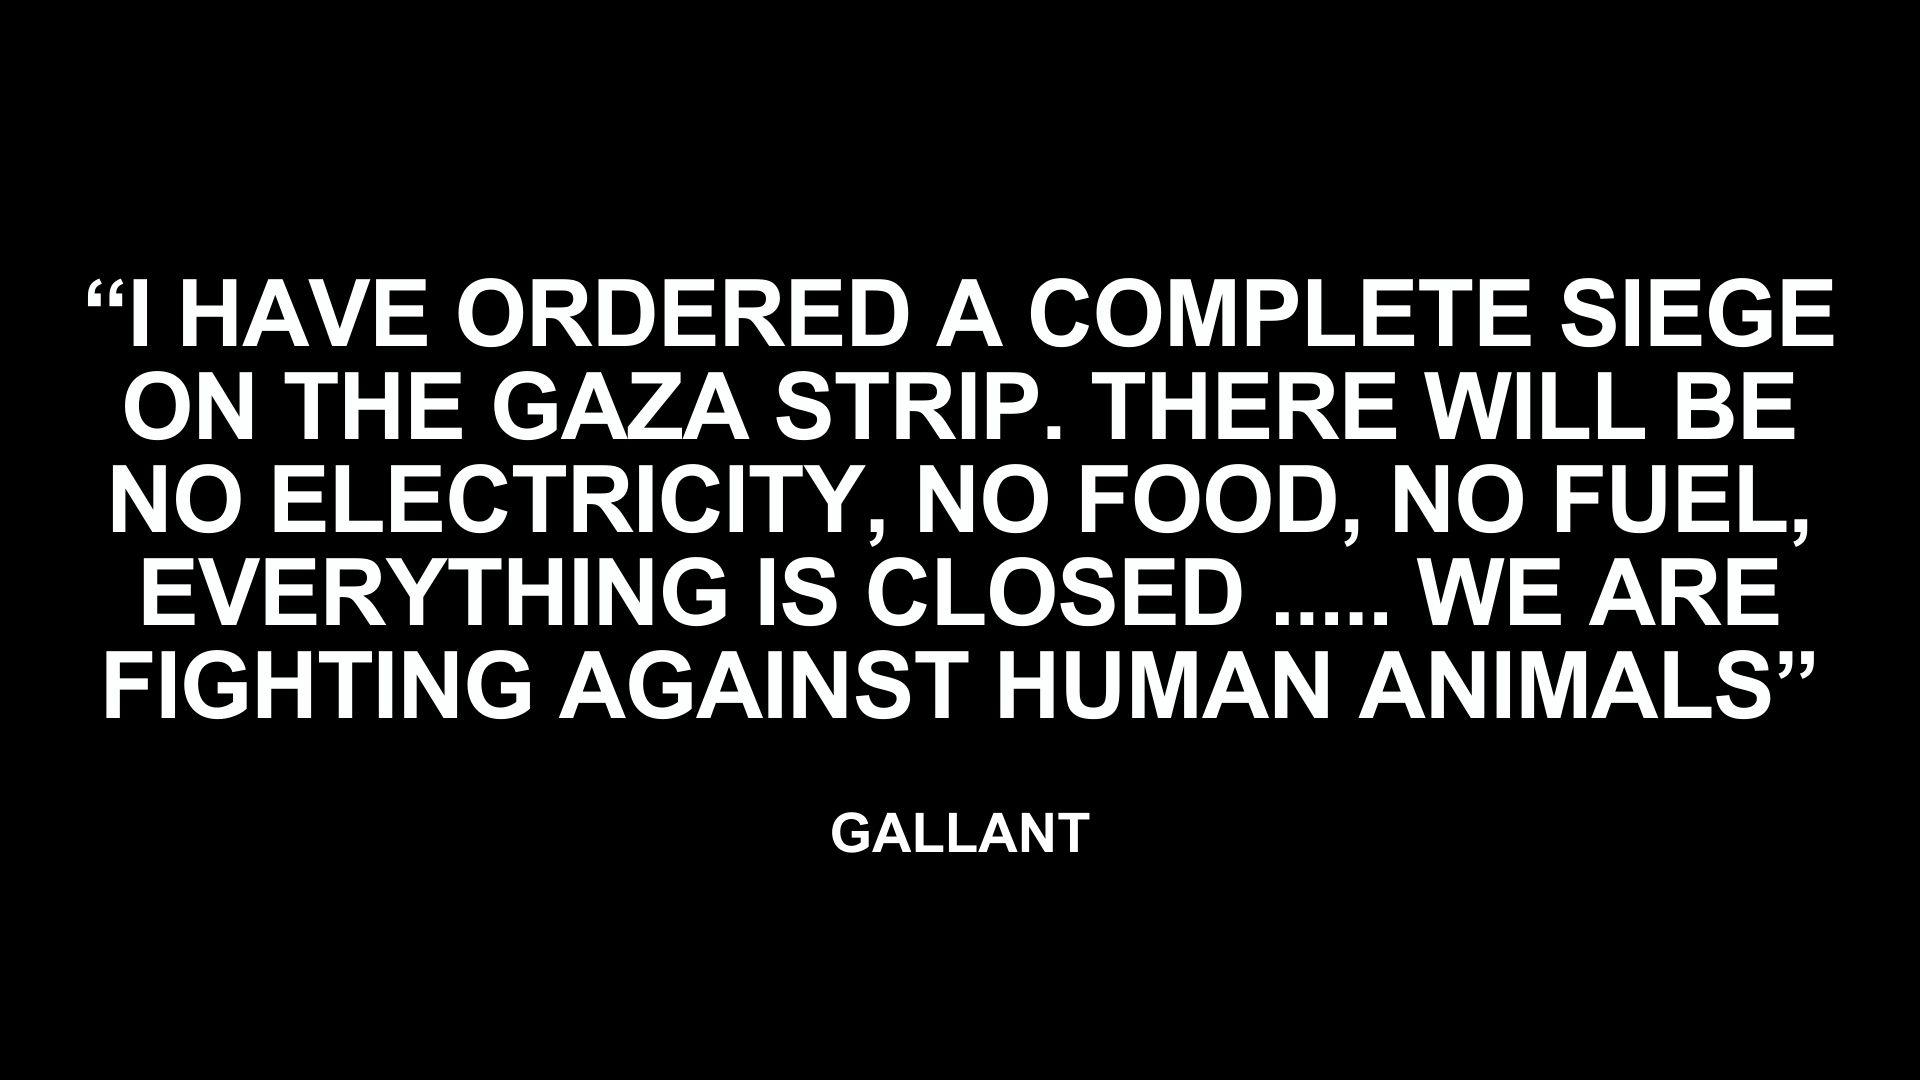 “I HAVE ORDERED A COMPLETE SIEGE
ON THE GAZA STRIP. THERE WILL BE
NO ELECTRICITY, NO FOOD, NO FUEL,
EVERYTHING IS CLOSED ..... WE ARE
FIGHTING AGAINST HUMAN ANIMALS”
GALLANT